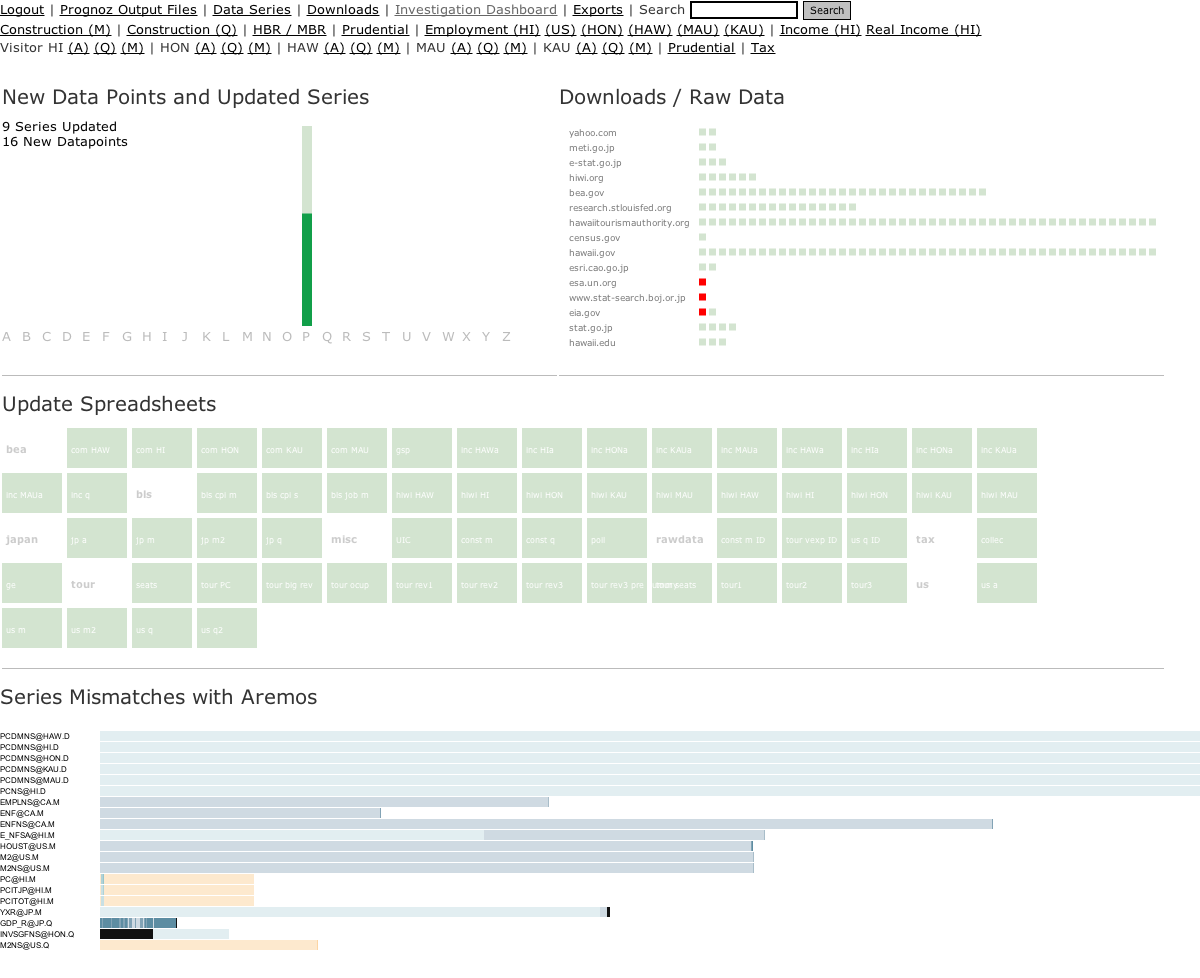 Logout | Prognoz Output Files | Data Series | Downloads | Investigation Dashboard | Exports | Search Search
Construction (M) | Construction (Q) | HBR / MBR | Prudential | Employment (HI) (US) (HON) (HAW) (MAU) (KAU) | Income (HI) Real Income (HI)
Visitor HI (A) (Q) (M) | HON (A) (Q) (M) | HAW (A) (Q) (M) | MAU (A) (Q) (M) | KAU (A) (Q) (M) | Prudential | Tax
New Data Points and Updated Series
9 Series Updated
16 New Datapoints
A B C D E F G H I J K L M N O P Q R S T U V W X Y Z
Downloads / Raw Data
yahoo.com
meti.go.jp
e-stat.go.jp
hiwi.org
bea.gov
research.stlouisfed.org
hawaiitourismauthority.org
census.gov
hawaii.gov
esri.cao.go.jp
esa.un.org
www.stat-search.boj.or.jp
eia.gov
stat.go.jp
hawaii.edu
Update Spreadsheets
bea com HAW com HI com HON com KAU com MAU gsp inc HAWa inc HIa inc HONa inc KAUa inc MAUa inc HAWa inc HIa inc HONa inc KAUa
inc MAUa inc q bls bls cpi m bls cpi s bls job m hiwi HAW hiwi HI hiwi HON hiwi KAU hiwi MAU hiwi HAW hiwi HI hiwi HON hiwi KAU hiwi MAU
japan jp a jp m jp m2 jp q misc UIC const m const q poli rawdata const m ID tour vexp ID us q ID tax collec
ge tour seats tour PC tour big rev tour ocup tour rev1 tour rev2 tour rev3 tour rev3 pre tour seats tour1 tour2 tour3 us us a
us m us m2 us q us q2
Series Mismatches with Aremos
PCDMNS@HAW.D
PCDMNS@HI.D
PCDMNS@HON.D
PCDMNS@KAU.D
PCDMNS@MAU.D
PCNS@HI.D
EMPLNS@CA.M
ENF@CA.M
ENFNS@CA.M
E_NFSA@HI.M
HOUST@US.M
M2@US.M
M2NS@US.M
PC@HI.M
PCITJP@HI.M
PCITOT@HI.M
YXR@JP.M
GDP_R@JP.Q
INVSGFNS@HON.Q
M2NS@US.Q